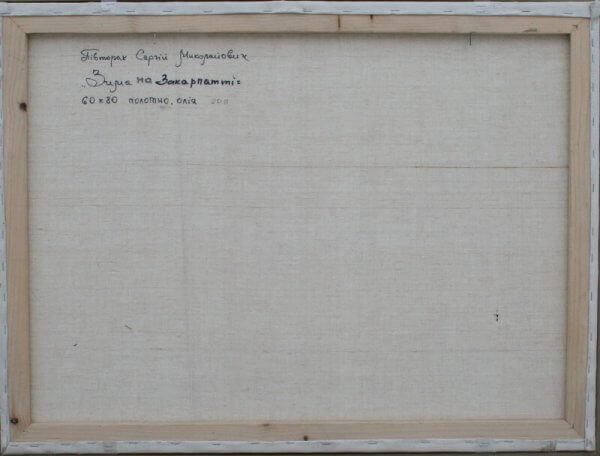 Півторак Сергій Миколайович
„Зима на Закарпатті"
60×80 полотно, олія